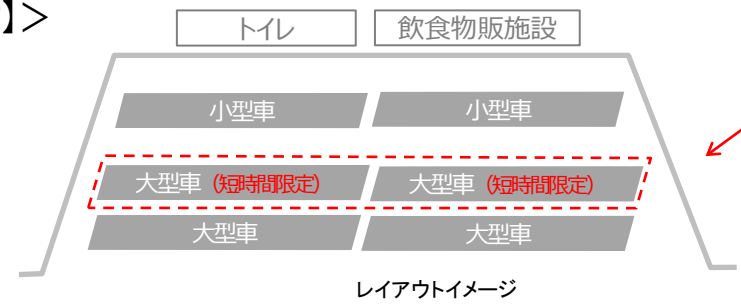 】＞
トイレ 飲食物販施設
小型車 小型車
大型車（短時間限定） 大型車（短時間限定）
大型車 大型車
レイアウトイメージ